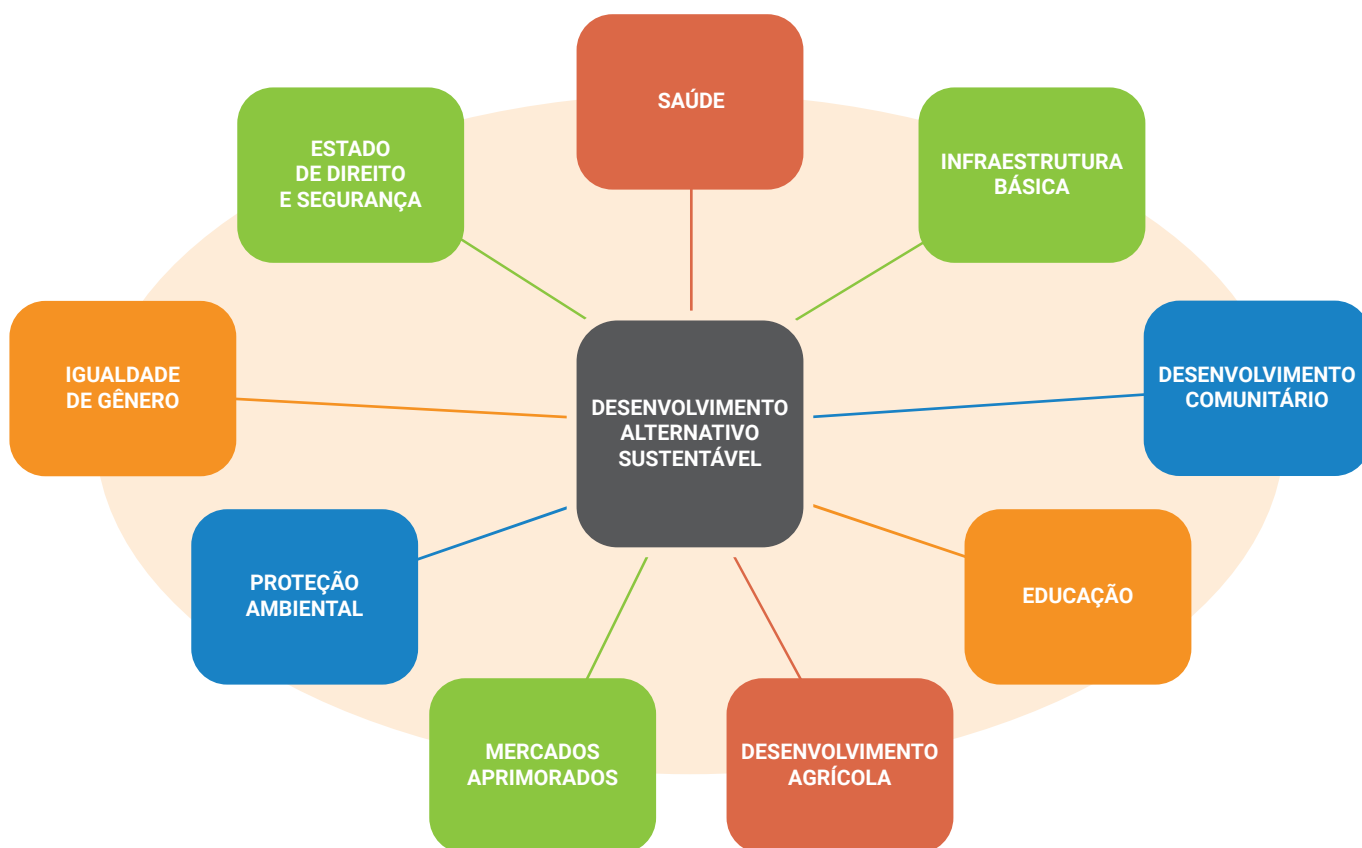 SAÚDE
ESTADO
DE DIREITO
E SEGURANÇA
INFRAESTRUTURA
BÁSICA
IGUALDADE
DE GÊNERO
DESENVOLVIMENTO
COMUNITÁRIO
DESENVOLVIMENTO
ALTERNATIVO
SUSTENTÁVEL
PROTEÇÃO
AMBIENTAL
EDUCAÇÃO
MERCADOS
APRIMORADOS
DESENVOLVIMENTO
AGRÍCOLA